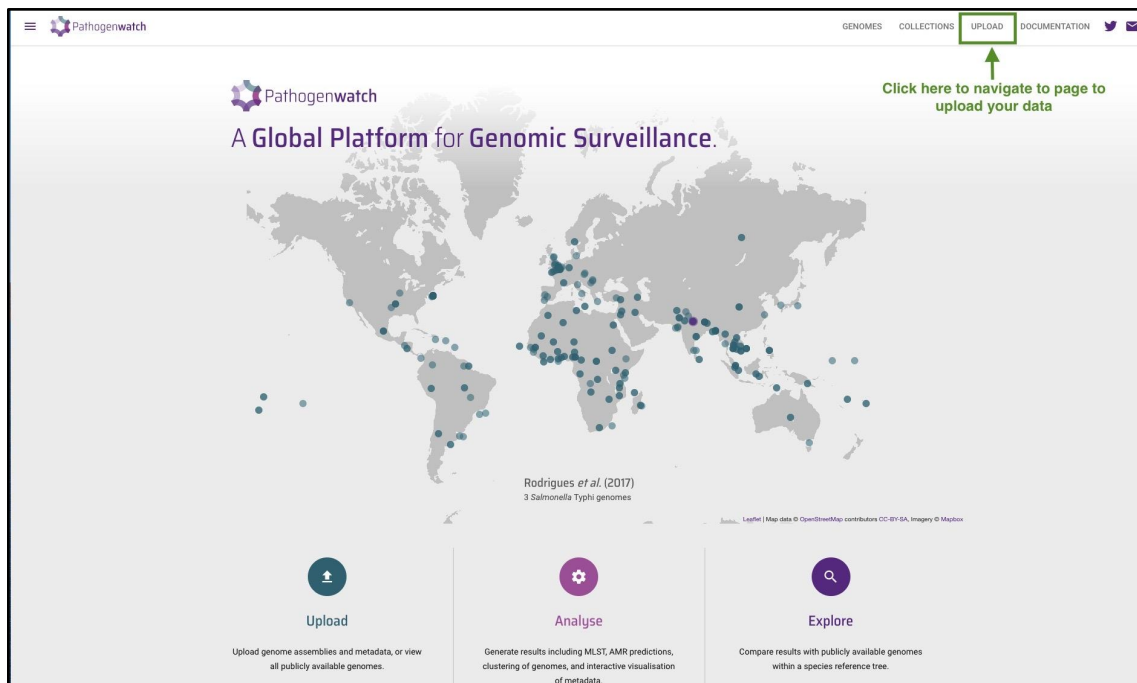 Pathogenwatch
GENOMES COLLECTIONS UPLOAD DOCUMENTATION
Click here to navigate to page to
upload your data
Pathogenwatch
A Global Platform for Genomic Surveillance.
Rodrigues et al. (2017)
3 Salmonella Typhi genomes
Leaflet | Map data © OpenStreetMap contributors CC-BY-SA, Imagery © Mapbox
Upload
Upload genome assemblies and metadata, or view
all publicly available genomes.
Analyse
Generate results including MLST, AMR predictions,
clustering of genomes, and interactive visualisation
of metadata.
Explore
Compare results with publicly available genomes
within a species reference tree.